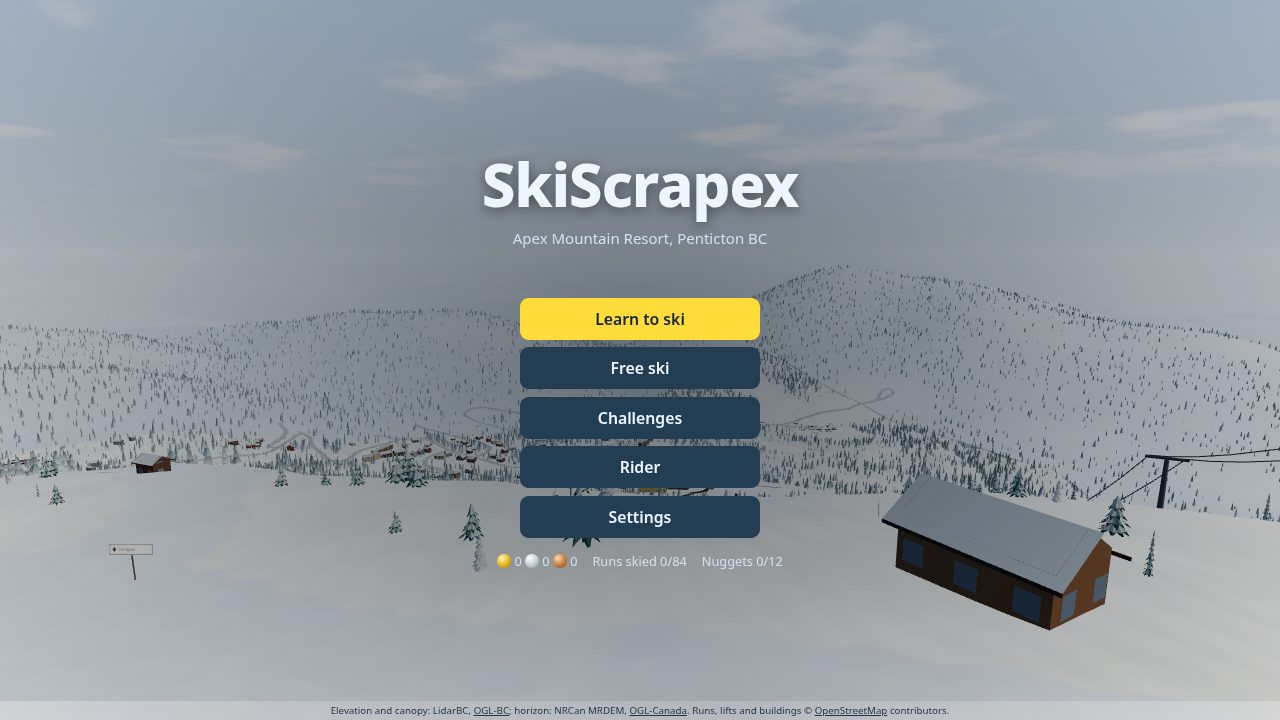 SkiScrapex
Apex Mountain Resort, Penticton BC
Learn to ski
Free ski
Challenges
Rider
Settings
0 0 0 Runs skied 0/84 Nuggets 0/12
Elevation and canopy: LidarBC, OGL-BC; horizon: NRCan MRDEM, OGL-Canada. Runs, lifts and buildings © OpenStreetMap contributors.